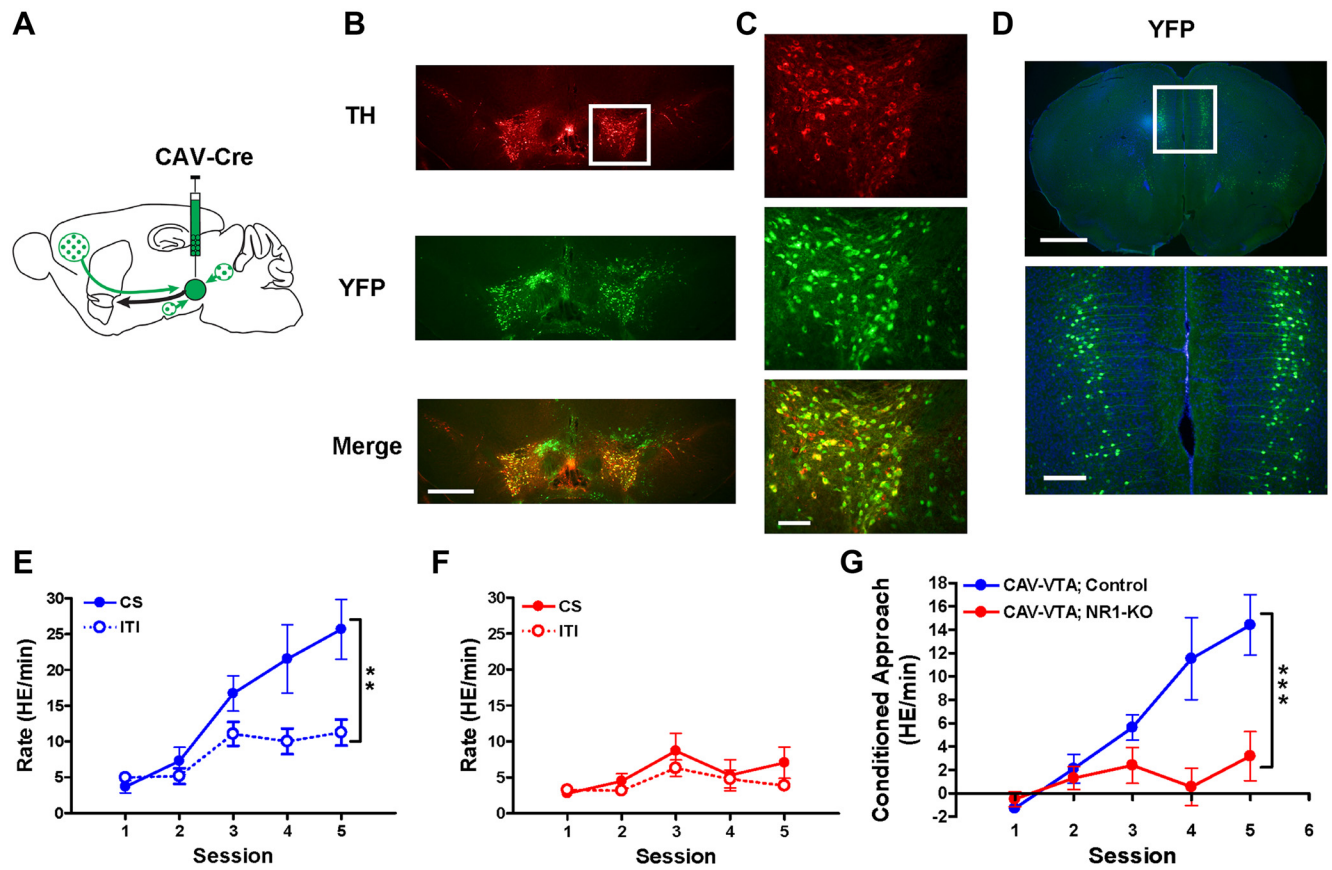 A
CAV-Cre
B
TH
YFP
Merge
C
D
YFP
E
Rate (HE/min)
30
25
20
15
10
5
0
CS
ITI
**
1 2 3 4 5
Session
F
Rate (HE/min)
30
25
20
15
10
5
0
CS
ITI
1 2 3 4 5
Session
G
Conditioned Approach
(HE/min)
18
16
14
12
10
8
6
4
2
0
-2
CAV-VTA; Control
CAV-VTA; NR1-KO
***
1 2 3 4 5 6
Session